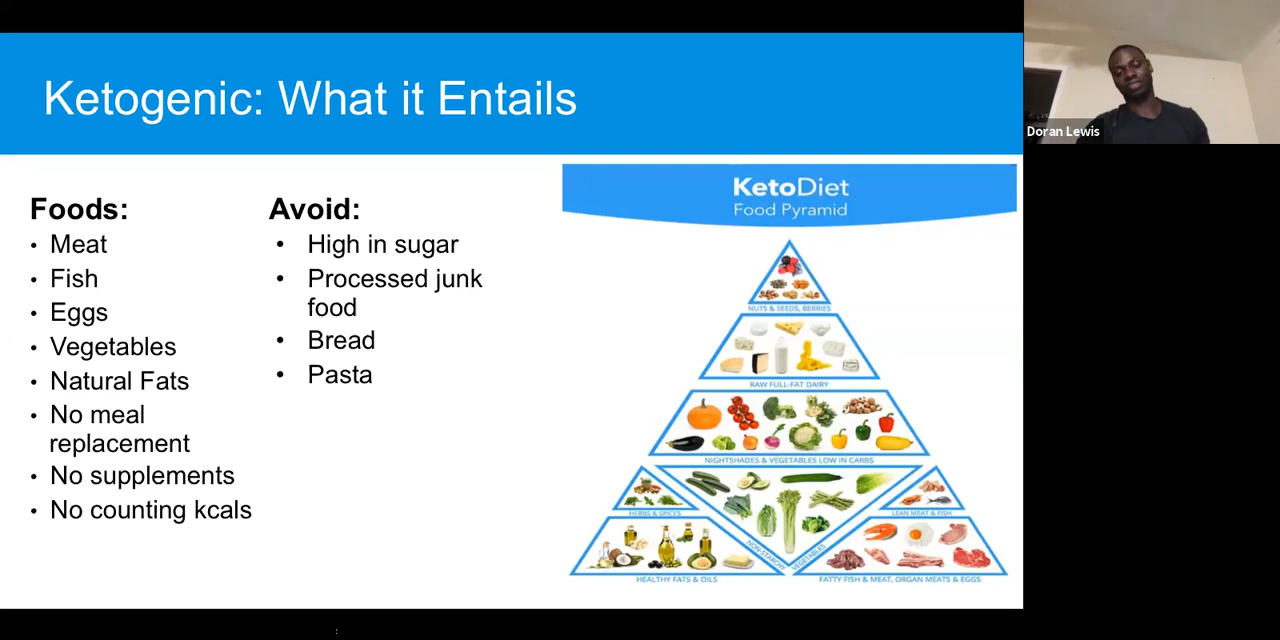 Ketogenic: What it Entails
Doran Lewis
Foods:
• Meat
• Fish
• Eggs
• Vegetables
• Natural Fats
• No meal
replacement
• No supplements
• No counting kcals
Avoid:
• High in sugar
• Processed junk
food
• Bread
• Pasta
KetoDiet
Food Pyramid
NUTS & SEEDS, BERRIES
RAW FULL-FAT DAIRY
NIGHTSHADES & VEGETABLES LOW IN CARBS
HERBS & SPICES
LEAN MEAT & FISH
NON-STARCHY
VEGETABLES
HEALTHY FATS & OILS
FATTY FISH & MEAT, ORGAN MEATS & EGGS